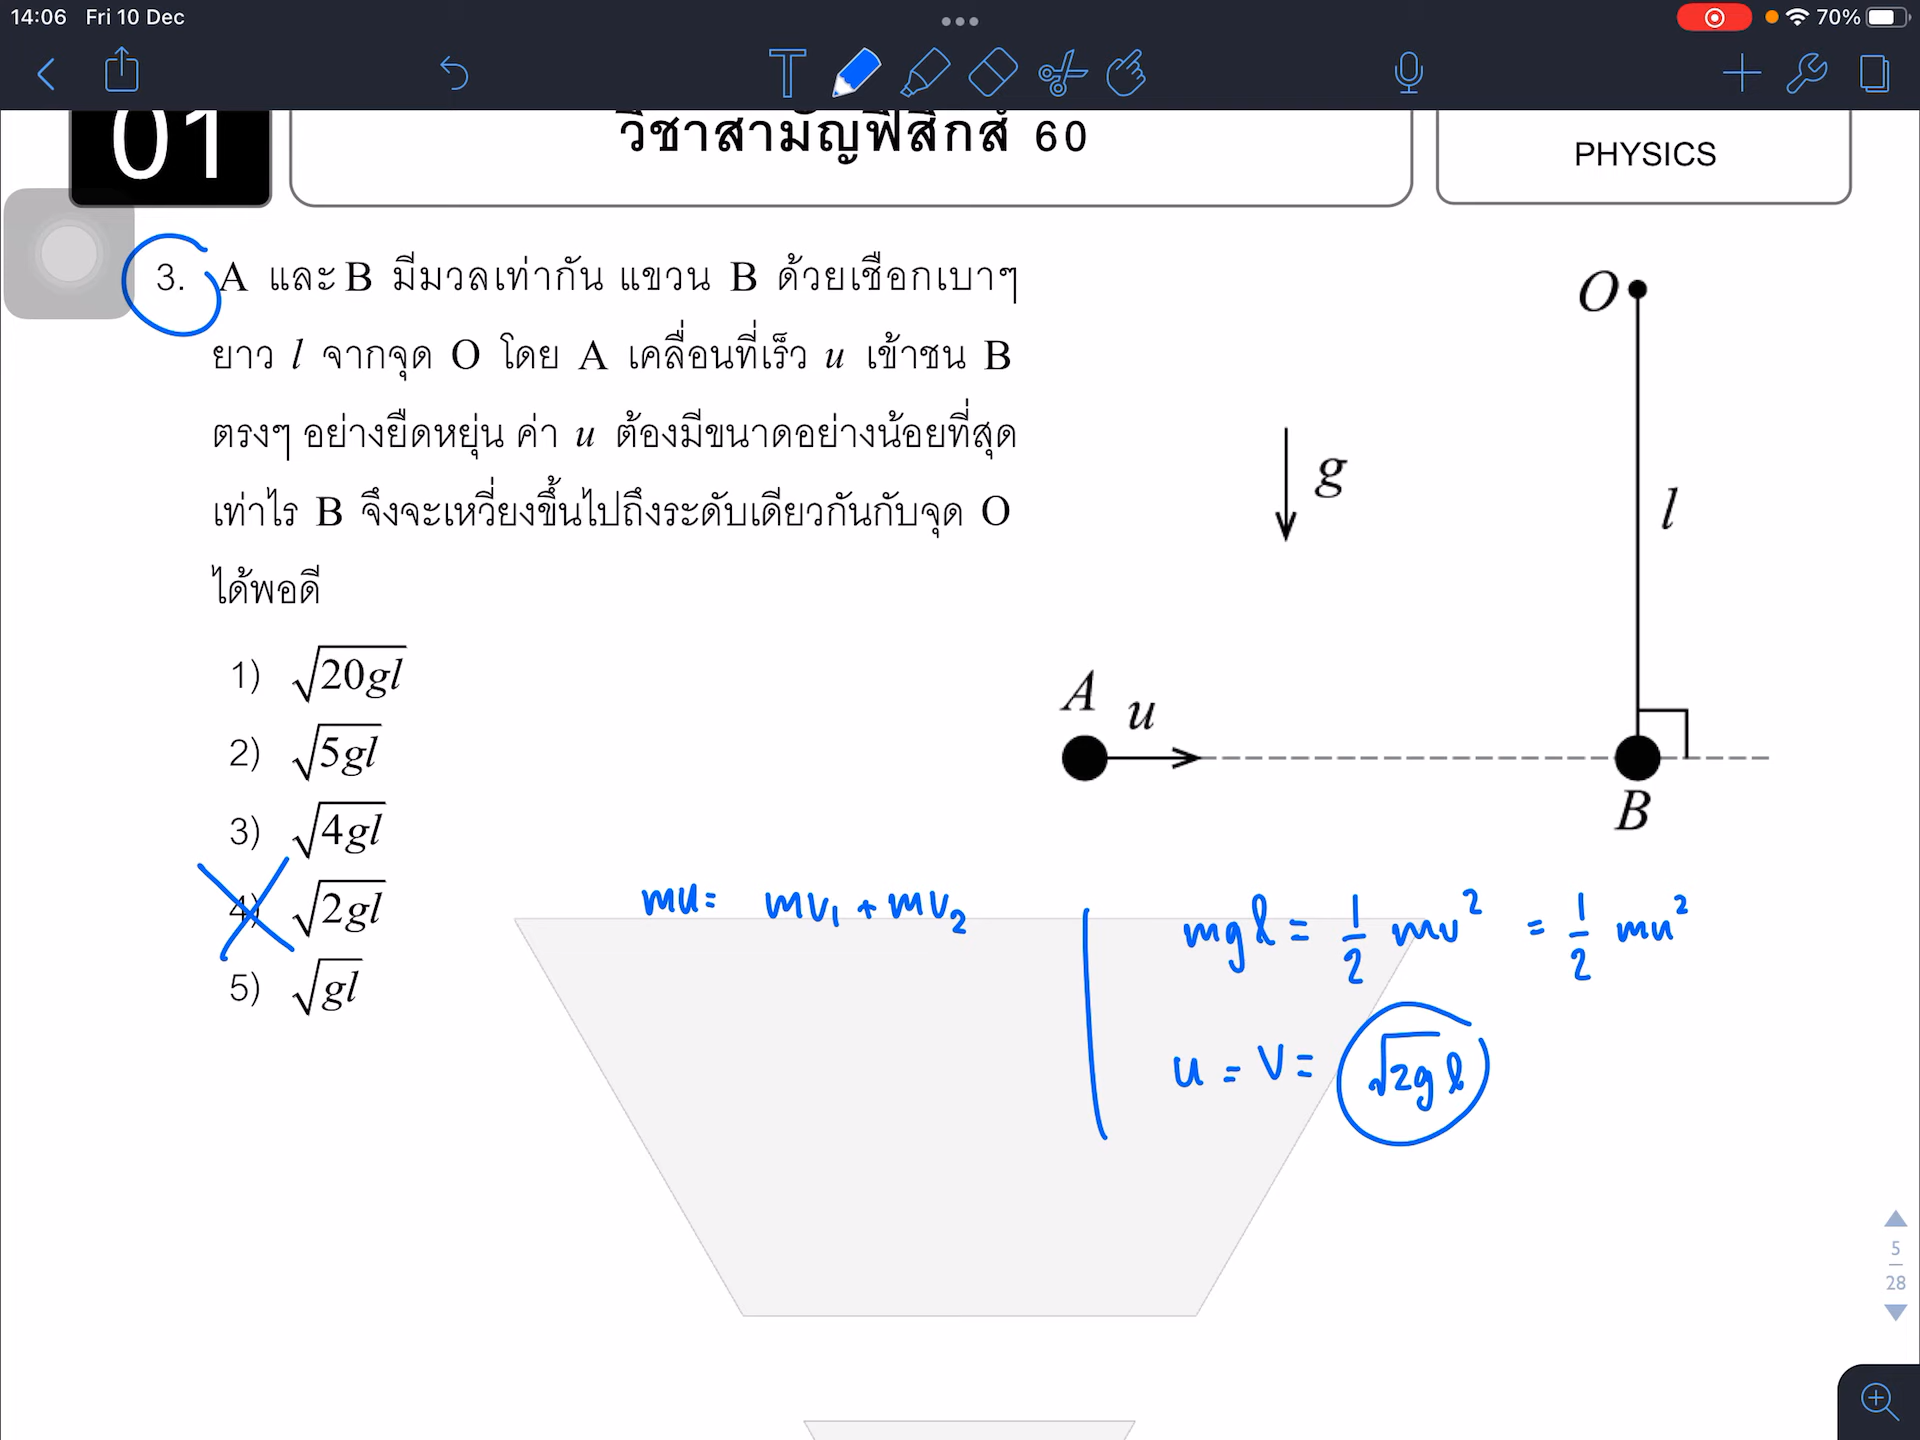 14:06 Fri 10 Dec
70%
01
วิชาสามัญฟิสิกส์ 60
PHYSICS
3. A และ B มีมวลเท่ากัน แขวน B ด้วยเชือกเบาๆ
ยาว l จากจุด O โดย A เคลื่อนที่เร็ว u เข้าชน B
ตรงๆ อย่างยืดหยุ่น ค่า u ต้องมีขนาดอย่างน้อยที่สุด
เท่าไร B จึงจะเหวี่ยงขึ้นไปถึงระดับเดียวกันกับจุด O
ได้พอดี
1) √20gl
2) √5gl
3) √4gl
4) √2gl
5) √gl
O
g
l
A
u
B
mu = mv₁ + mv₂
mgl = 1/2 mv² = 1/2 mu²
u = v = √2gl
5
28